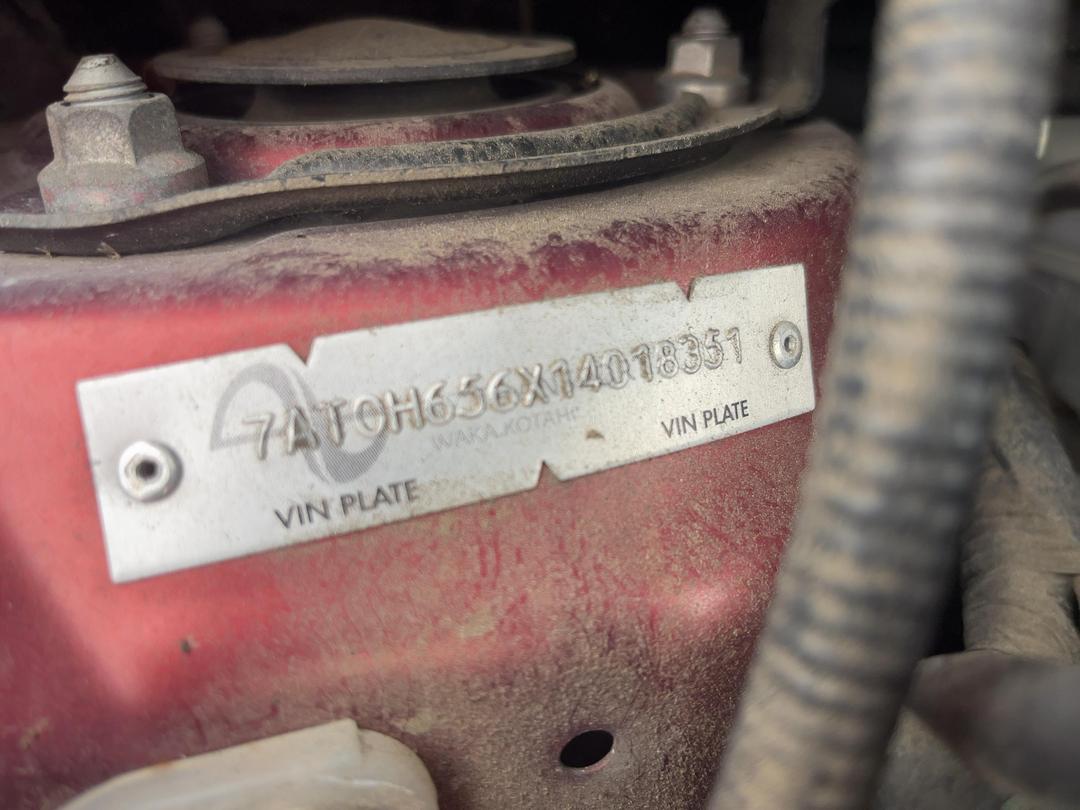 7AT0H656X14018351
WAKA KOTAHI
VIN PLATE
VIN PLATE